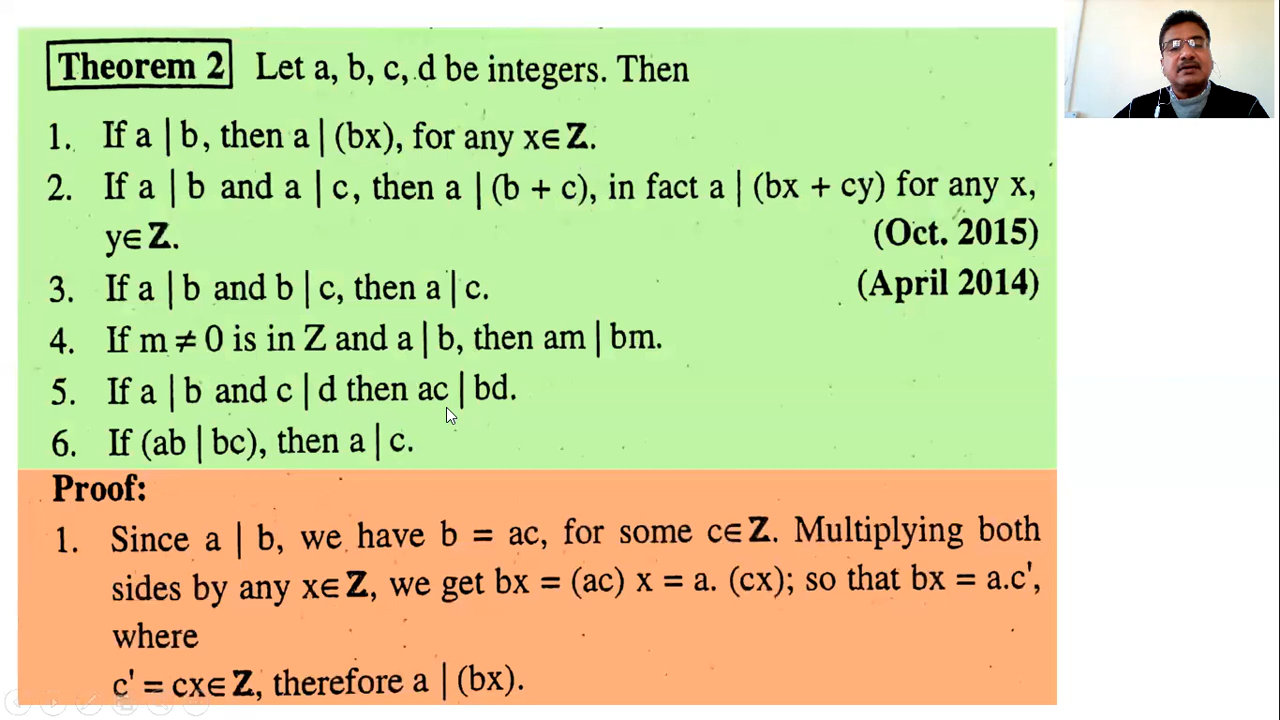 Theorem 2 Let a, b, c, d be integers. Then
1. If a | b, then a | (bx), for any x∈Z.
2. If a | b and a | c, then a | (b + c), in fact a | (bx + cy) for any x,
y∈Z. (Oct. 2015)
3. If a | b and b | c, then a | c. (April 2014)
4. If m ≠ 0 is in Z and a | b, then am | bm.
5. If a | b and c | d then ac | bd.
6. If (ab | bc), then a | c.
Proof:
1. Since a | b, we have b = ac, for some c∈Z. Multiplying both
sides by any x∈Z, we get bx = (ac) x = a. (cx); so that bx = a.c',
where
c' = cx∈Z, therefore a | (bx).